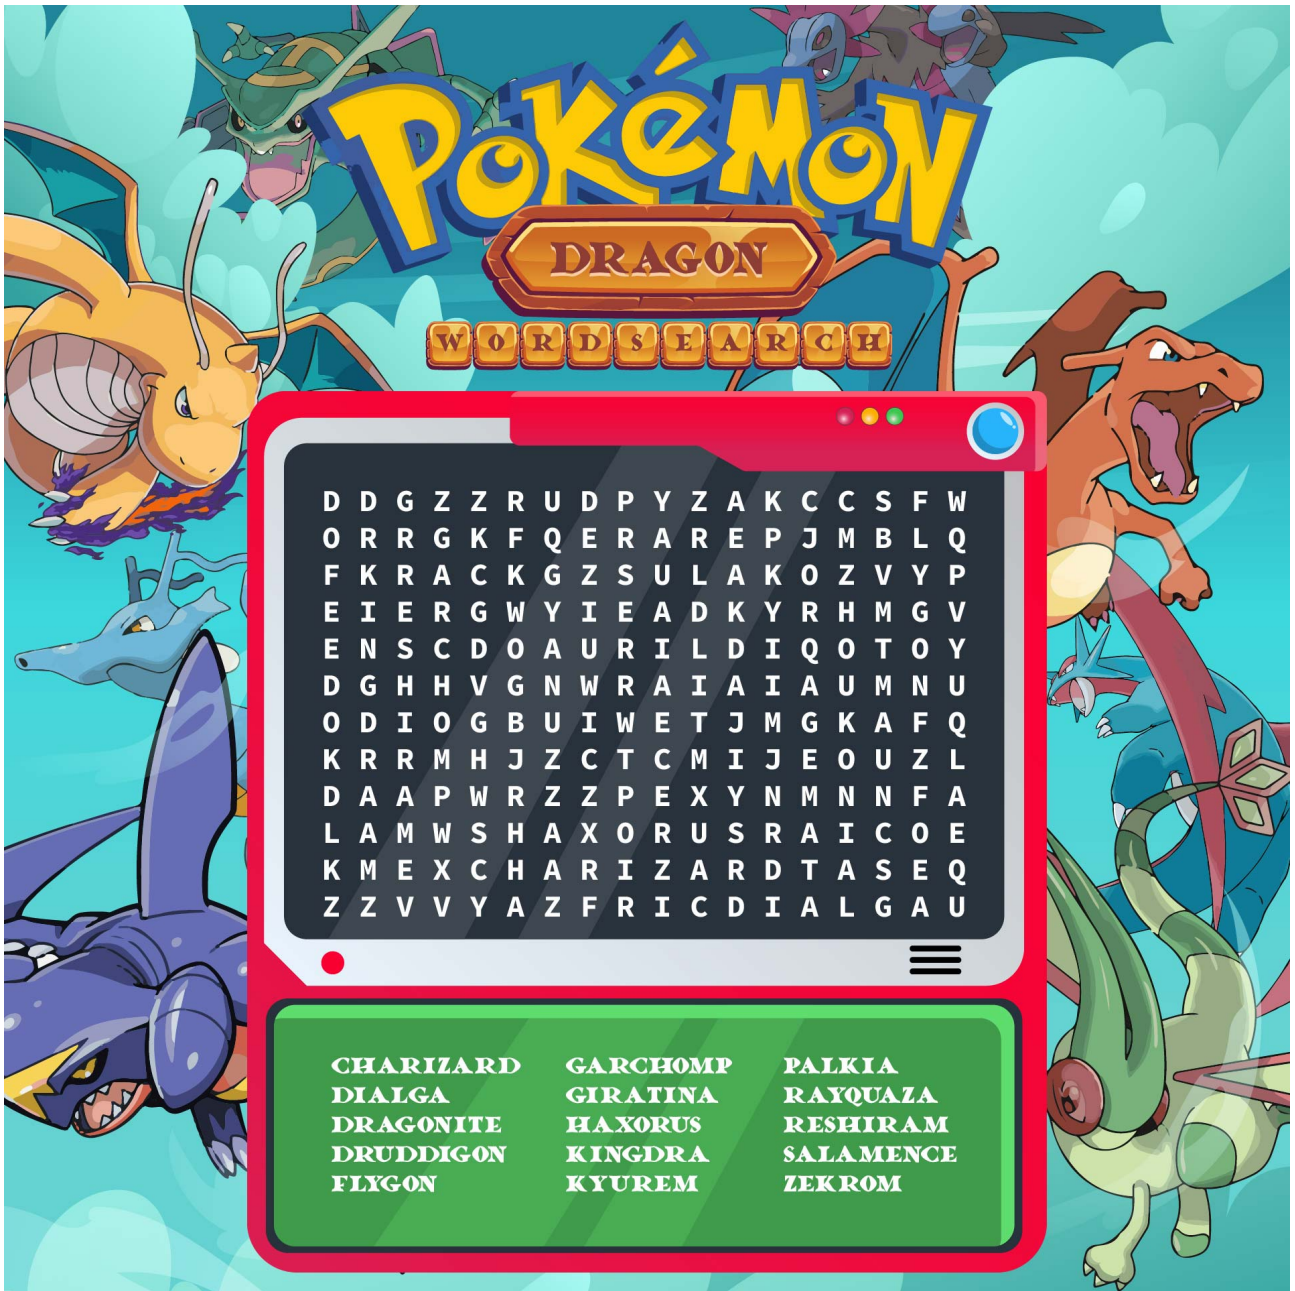 POKéMON
DRAGON
WORDSEARCH
D D G Z Z R U D P Y Z A K C C S F W
O R R G K F Q E R A R E P J M B L Q
F K R A C K G Z S U L A K O Z V Y P
E I E R G W Y I E A D K Y R H M G V
E N S C D O A U R I L D I Q O T O Y
D G H H V G N W R A I A I A U M N U
O D I O G B U I W E T J M G K A F Q
K R R M H J Z C T C M I J E O U Z L
D A A P W R Z Z P E X Y N M N N F A
L A M W S H A X O R U S R A I C O E
K M E X C H A R I Z A R D T A S E Q
Z Z V V Y A Z F R I C D I A L G A U
CHARIZARD GARCHOMP PALKIA
DIALGA GIRATINA RAYQUAZA
DRAGONITE HAXORUS RESHIRAM
DRUDDIGON KINGDRA SALAMENCE
FLYGON KYUREM ZEKROM